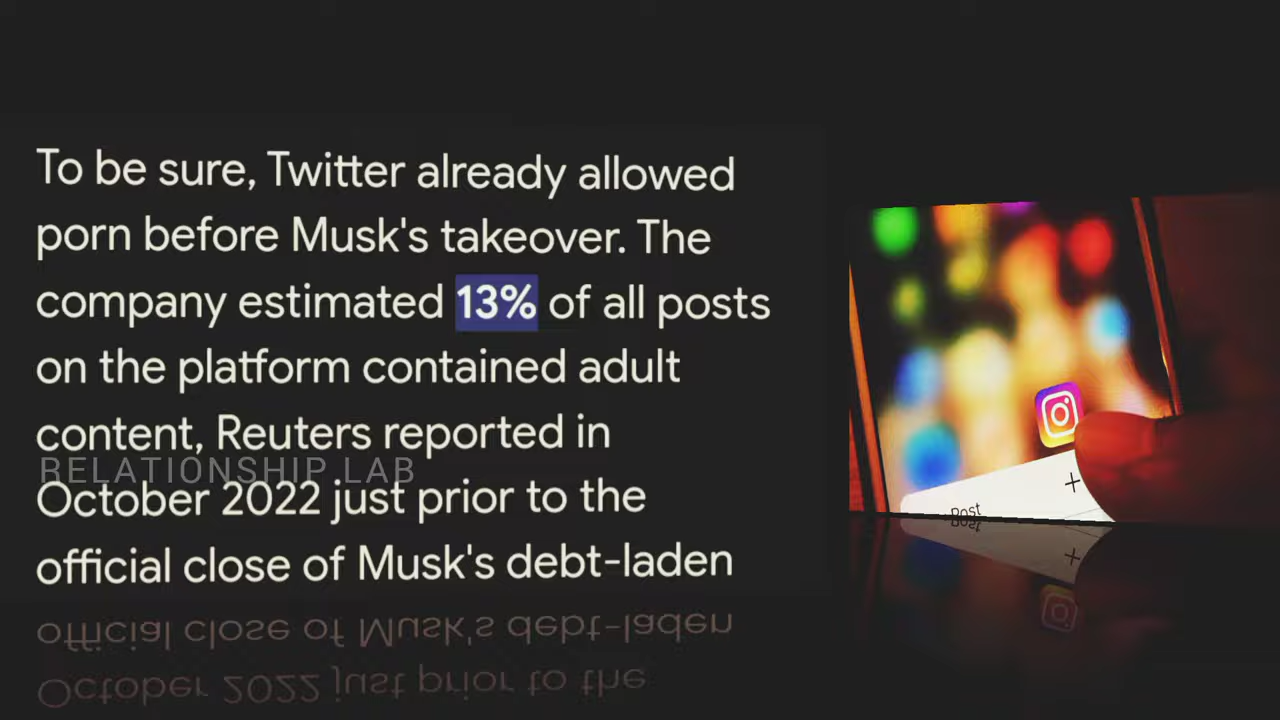 To be sure, Twitter already allowed
porn before Musk's takeover. The
company estimated 13% of all posts
on the platform contained adult
content, Reuters reported in
RELATIONSHIP LAB
October 2022 just prior to the
official close of Musk's debt-laden
Post